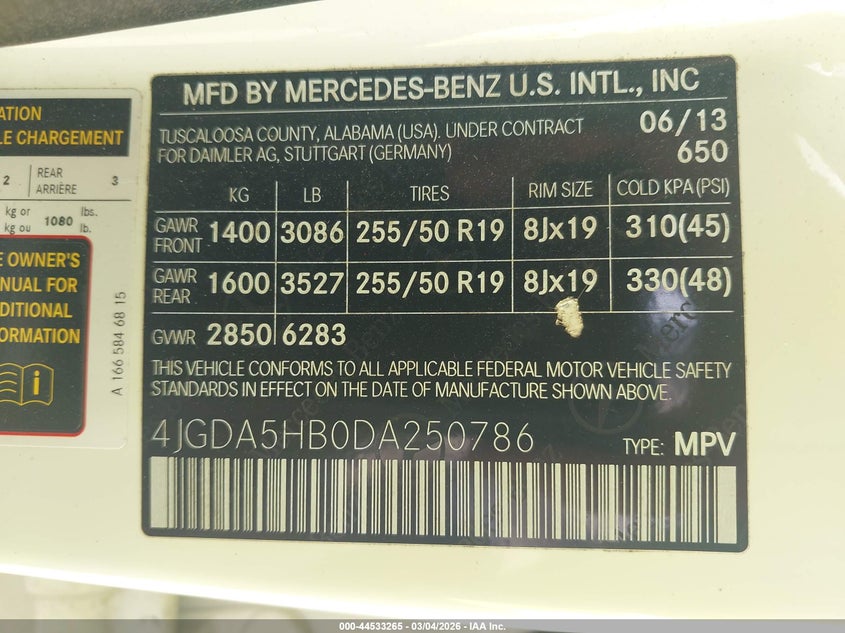 ATION
LE CHARGEMENT
2 REAR ARRIÈRE 3
kg or lbs.
kg ou 1080 lb.
E OWNER'S
NUAL FOR
DITIONAL
FORMATION
A 166 584 68 15
MFD BY MERCEDES-BENZ U.S. INTL., INC
TUSCALOOSA COUNTY, ALABAMA (USA). UNDER CONTRACT 06/13
FOR DAIMLER AG, STUTTGART (GERMANY) 650
KG LB TIRES RIM SIZE COLD KPA (PSI)
GAWR FRONT 1400 3086 255/50 R19 8Jx19 310(45)
GAWR REAR 1600 3527 255/50 R19 8Jx19 330(48)
GVWR 2850 6283
THIS VEHICLE CONFORMS TO ALL APPLICABLE FEDERAL MOTOR VEHICLE SAFETY
STANDARDS IN EFFECT ON THE DATE OF MANUFACTURE SHOWN ABOVE.
4JGDA5HB0DA250786 TYPE: MPV
000-44533265 - 03/04/2026 - IAA Inc.